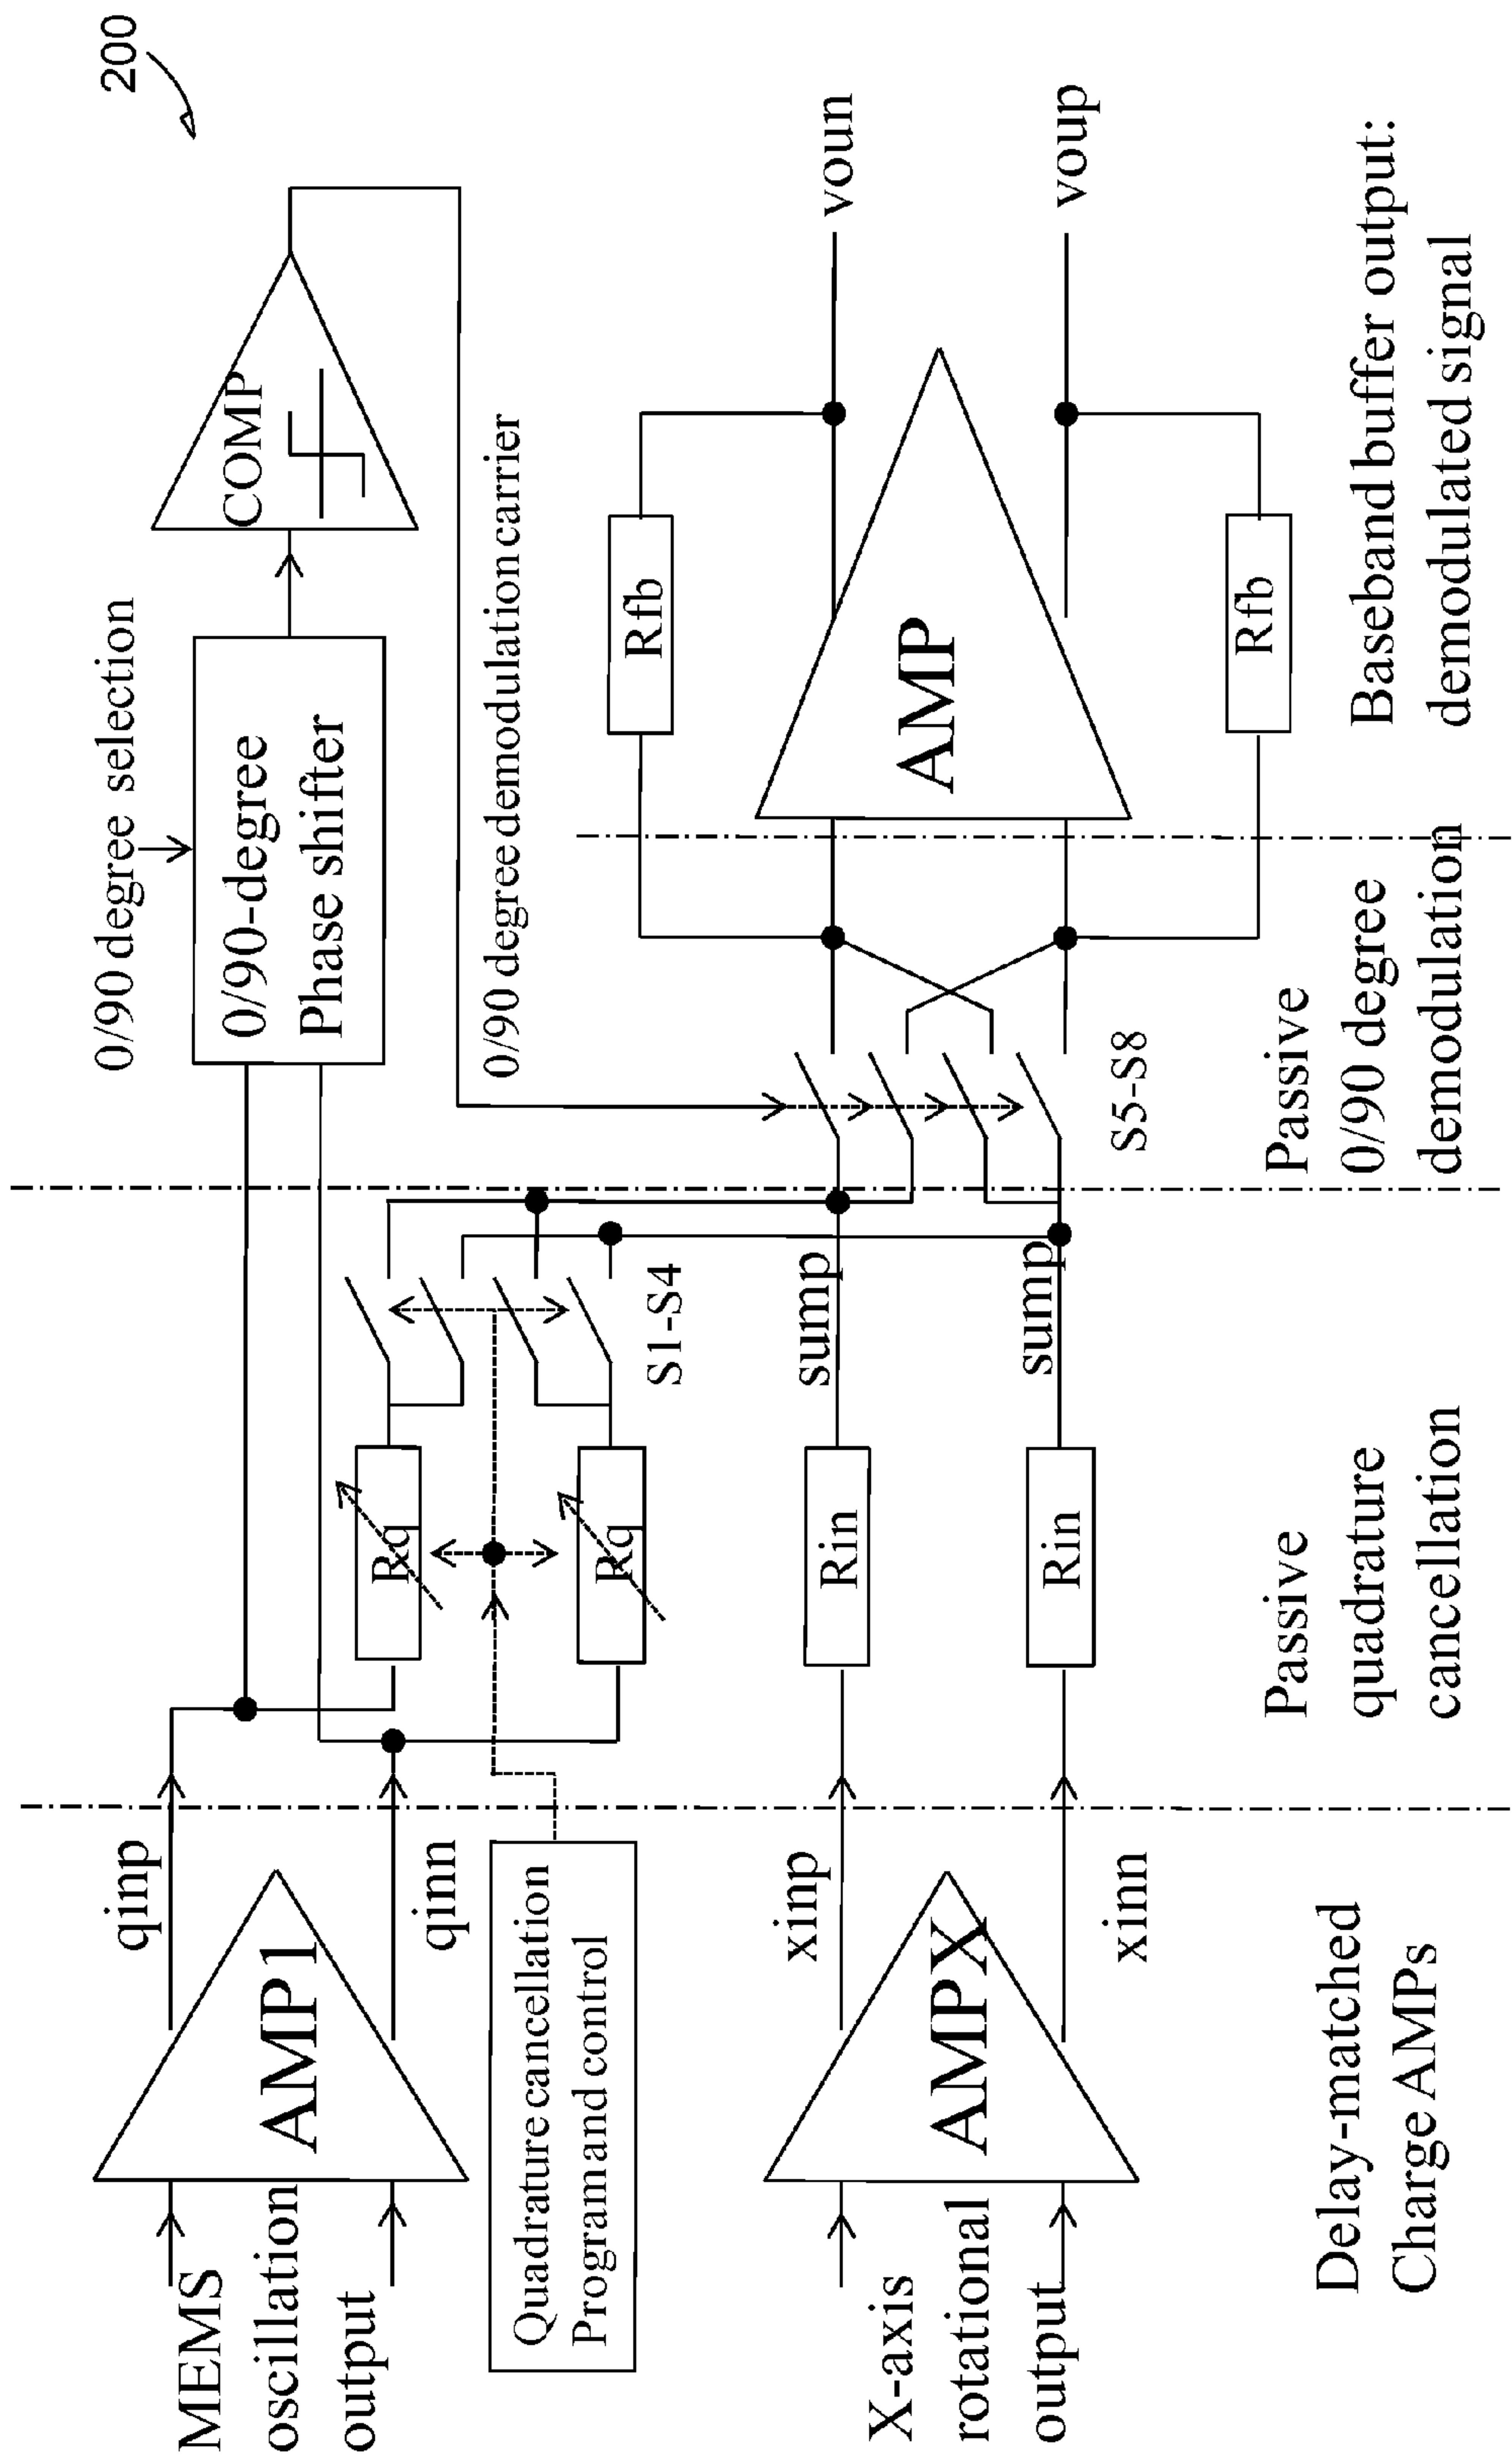 200
0/90 degree selection
0/90-degree
Phase shifter
COMP
0/90 degree demodulation carrier
MEMS
oscillation
output
AMP1
qinp
qinn
Quadrature cancellation
Program and control
Rq
Rq
S1-S4
X-axis
rotational
output
AMPX
xinp
xinn
Rin
Rin
sump
sump
S5-S8
Rfb
AMP
Rfb
voun
voup
Delay-matched
Charge AMPs
Passive
quadrature
cancellation
Passive
0/90 degree
demodulation
Baseband buffer output:
demodulated signal